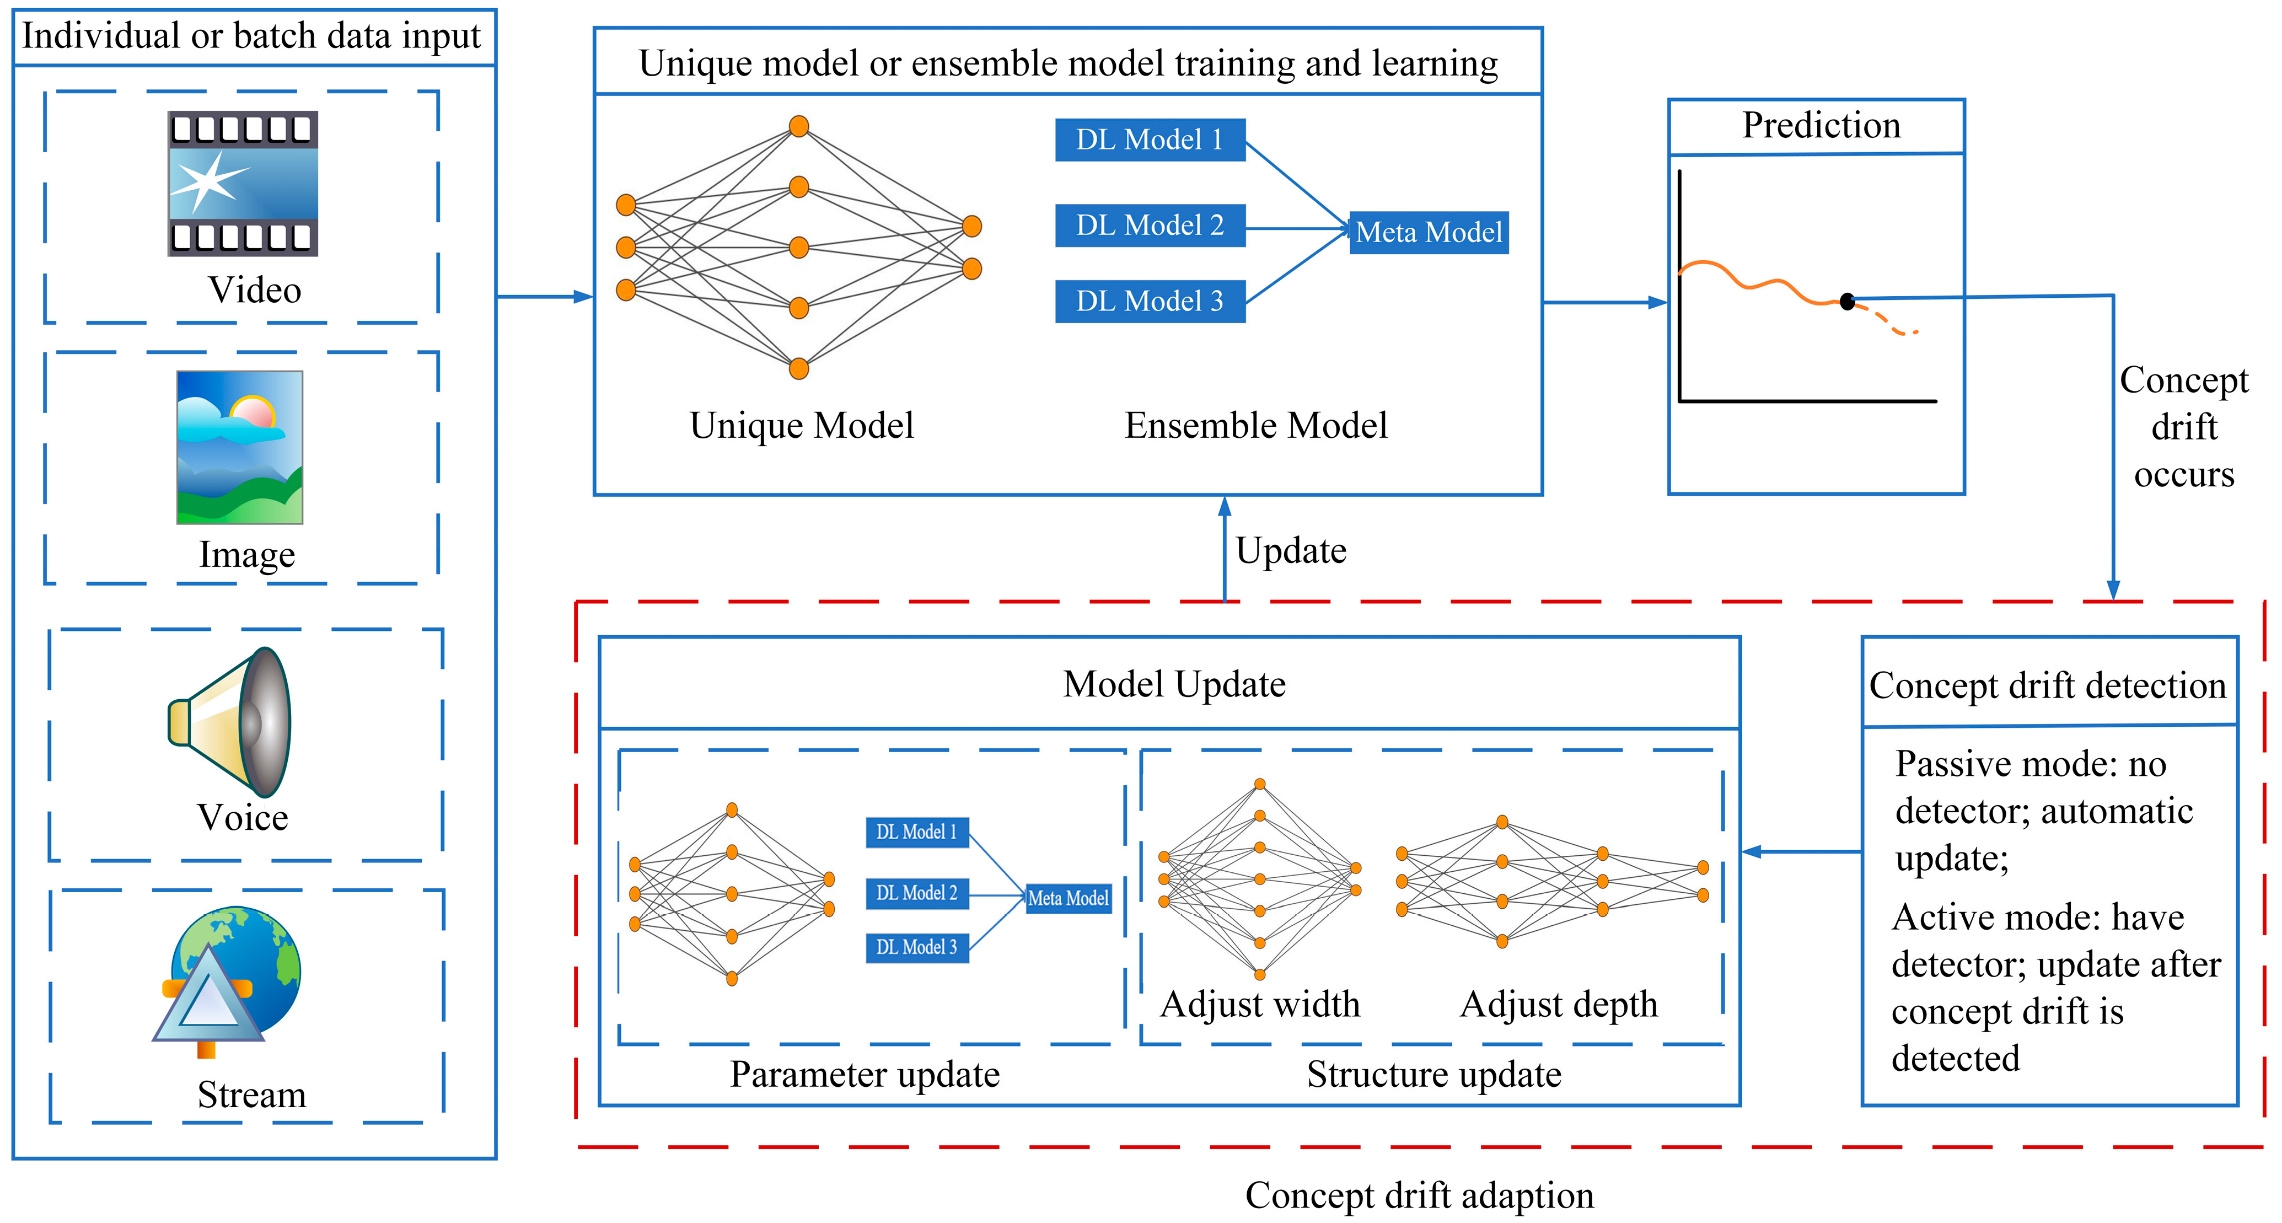 Individual or batch data input
Video
Image
Voice
Stream
Unique model or ensemble model training and learning
DL Model 1
DL Model 2
DL Model 3
Meta Model
Unique Model
Ensemble Model
Prediction
Concept
drift
occurs
Update
Model Update
DL Model 1
DL Model 2
DL Model 3
Meta Model
Parameter update
Adjust width
Adjust depth
Structure update
Concept drift detection
Passive mode: no
detector; automatic
update;
Active mode: have
detector; update after
concept drift is
detected
Concept drift adaption